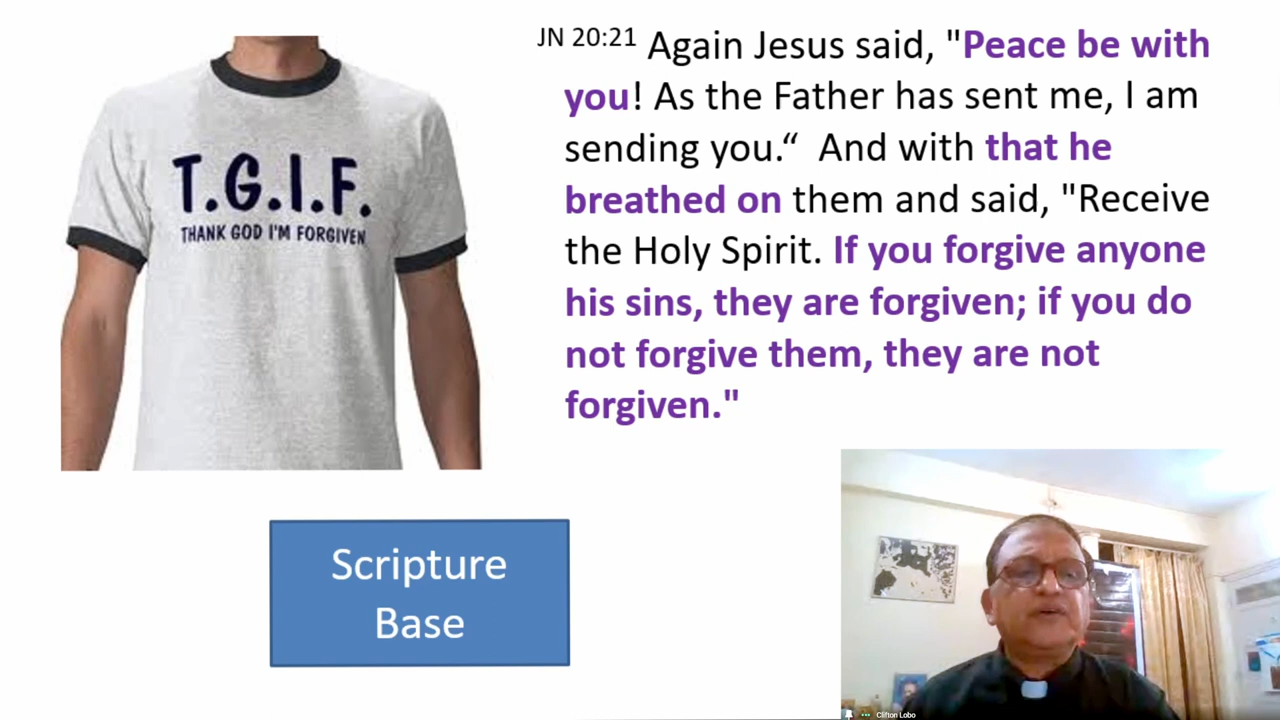 T.G.I.F.
THANK GOD I'M FORGIVEN
JN 20:21 Again Jesus said, "Peace be with
you! As the Father has sent me, I am
sending you.“ And with that he
breathed on them and said, "Receive
the Holy Spirit. If you forgive anyone
his sins, they are forgiven; if you do
not forgive them, they are not
forgiven."
Scripture
Base
Clifton Lobo